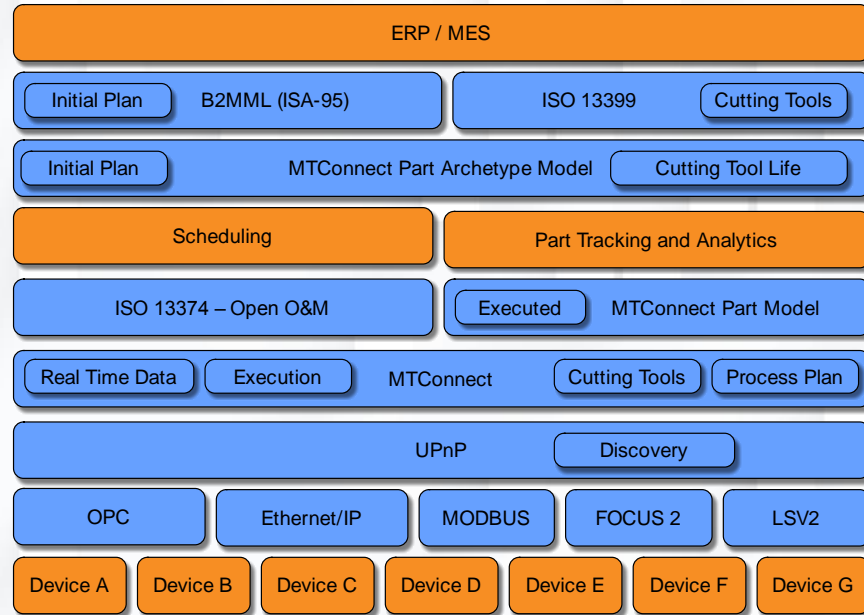 ERP / MES
Initial Plan B2MML (ISA-95) ISO 13399 Cutting Tools
Initial Plan MTConnect Part Archetype Model Cutting Tool Life
Scheduling Part Tracking and Analytics
ISO 13374 – Open O&M Executed MTConnect Part Model
Real Time Data Execution MTConnect Cutting Tools Process Plan
UPnP Discovery
OPC Ethernet/IP MODBUS FOCUS 2 LSV2
Device A Device B Device C Device D Device E Device F Device G